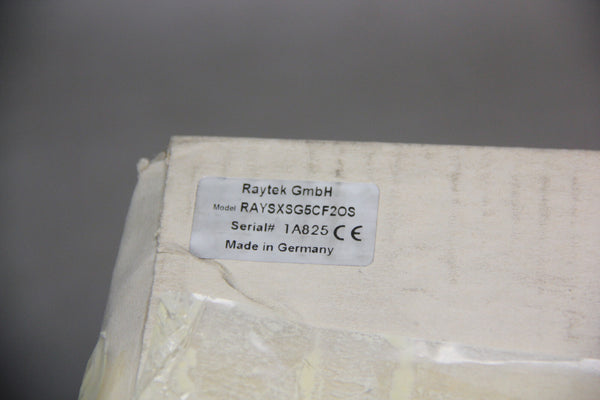 Raytek GmbH
Model RAYSXSG5CF2OS
Serial# 1A825 CE
Made in Germany